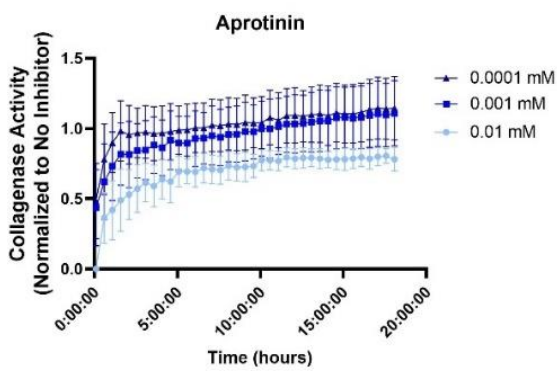 Aprotinin
Collagenase Activity
(Normalized to No Inhibitor)
1.5
1.0
0.5
0.0
0:00:00
5:00:00
10:00:00
15:00:00
20:00:00
Time (hours)
0.0001 mM
0.001 mM
0.01 mM